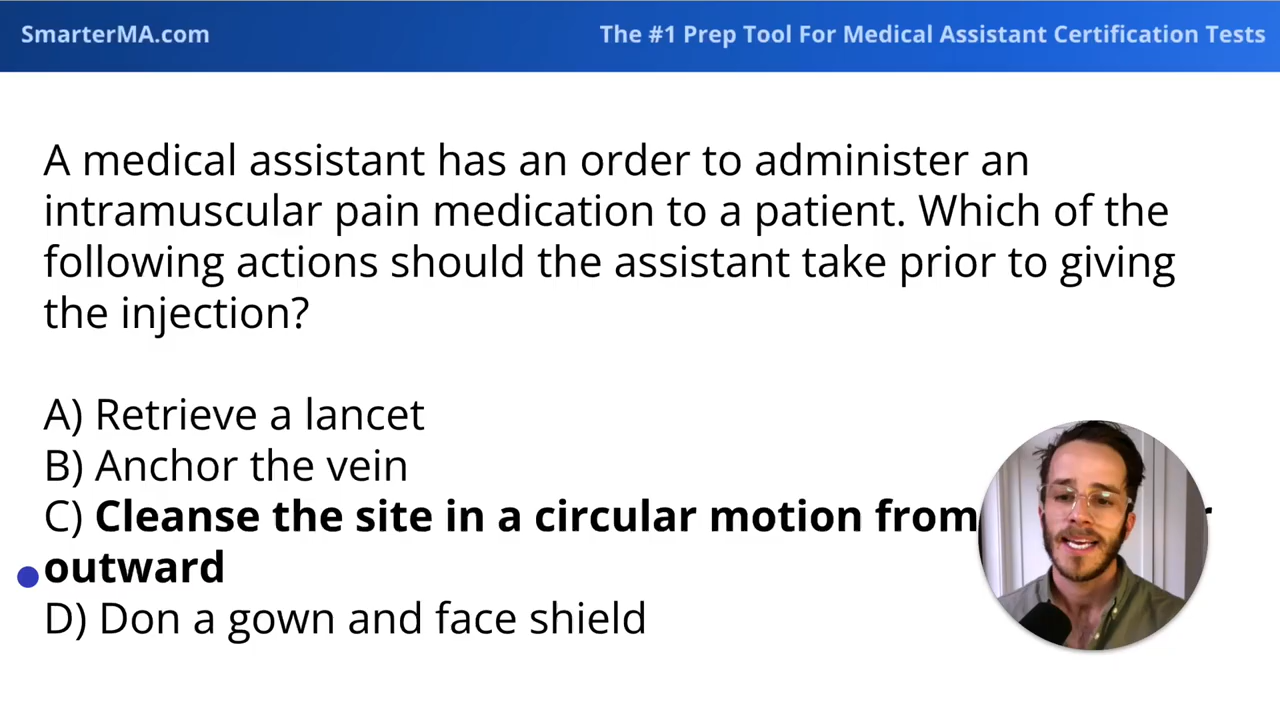 SmarterMA.com
The #1 Prep Tool For Medical Assistant Certification Tests
A medical assistant has an order to administer an
intramuscular pain medication to a patient. Which of the
following actions should the assistant take prior to giving
the injection?
A) Retrieve a lancet
B) Anchor the vein
C) Cleanse the site in a circular motion from
outward
D) Don a gown and face shield